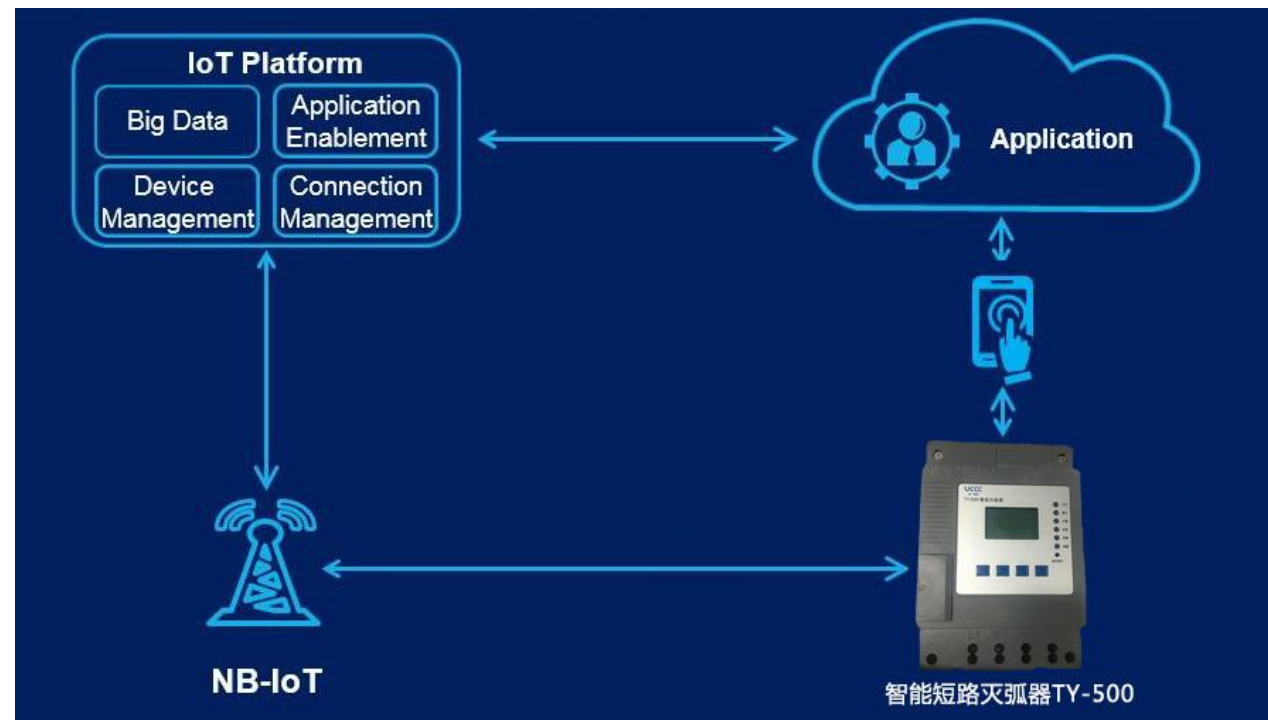 IoT Platform
Big Data
Application
Enablement
Device
Management
Connection
Management
Application
UCCC
NB-IoT
智能短路灭弧器TY-500